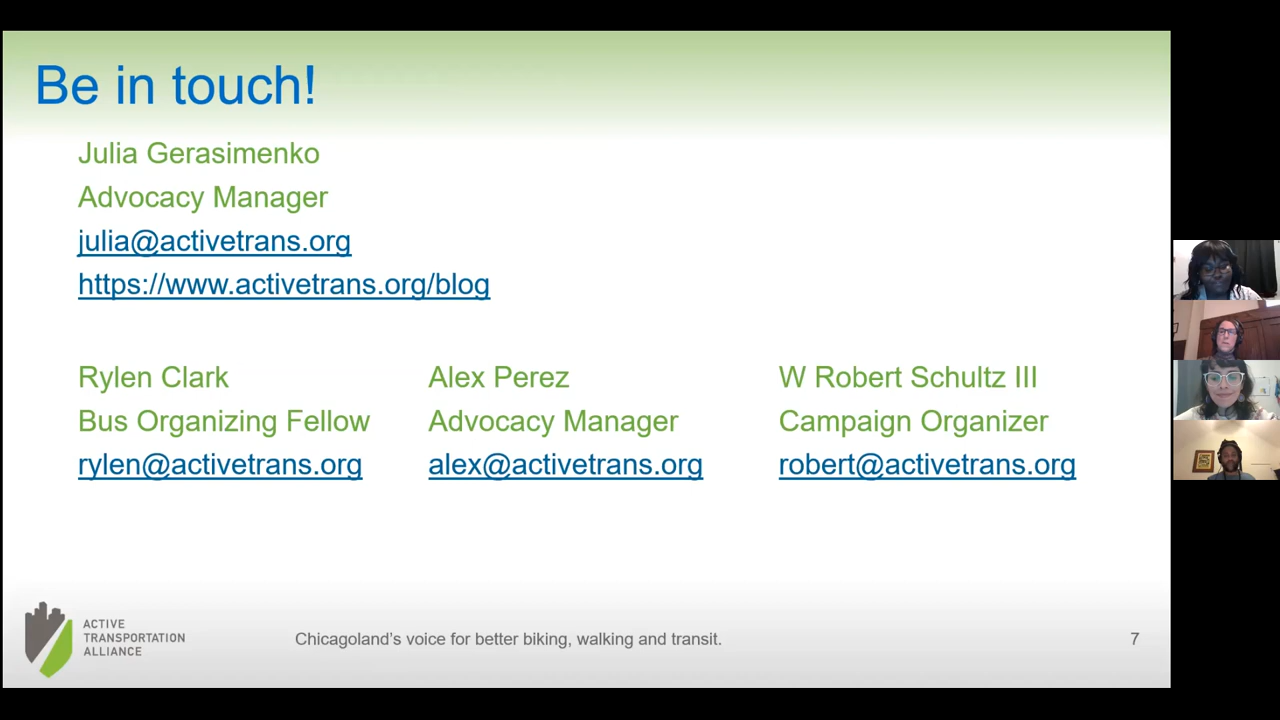 Be in touch!
Julia Gerasimenko
Advocacy Manager
julia@activetrans.org
https://www.activetrans.org/blog
Rylen Clark
Bus Organizing Fellow
rylen@activetrans.org
Alex Perez
Advocacy Manager
alex@activetrans.org
W Robert Schultz III
Campaign Organizer
robert@activetrans.org
ACTIVE
TRANSPORTATION
ALLIANCE
Chicagoland's voice for better biking, walking and transit.
7